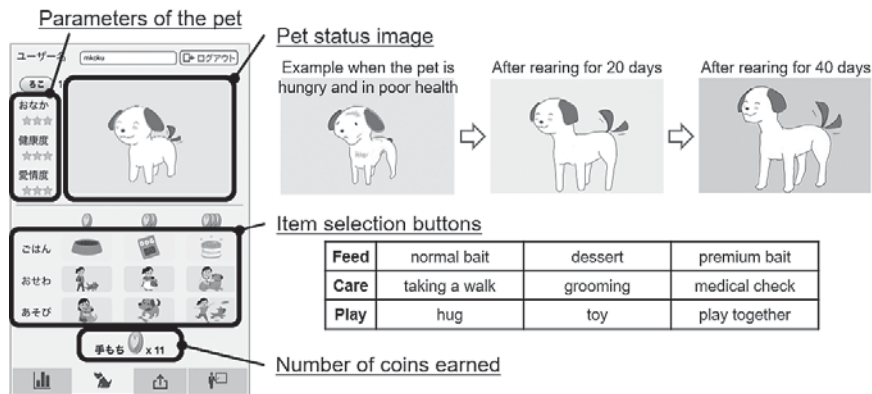 Parameters of the pet
ユーザー名
mkoku
ログアウト
るこ
おなか
健康度
愛情度
ごはん
おせわ
あそび
手もち x 11
Pet status image
Example when the pet is
hungry and in poor health
After rearing for 20 days
After rearing for 40 days
Item selection buttons
Feed normal bait dessert premium bait
Care taking a walk grooming medical check
Play hug toy play together
Number of coins earned